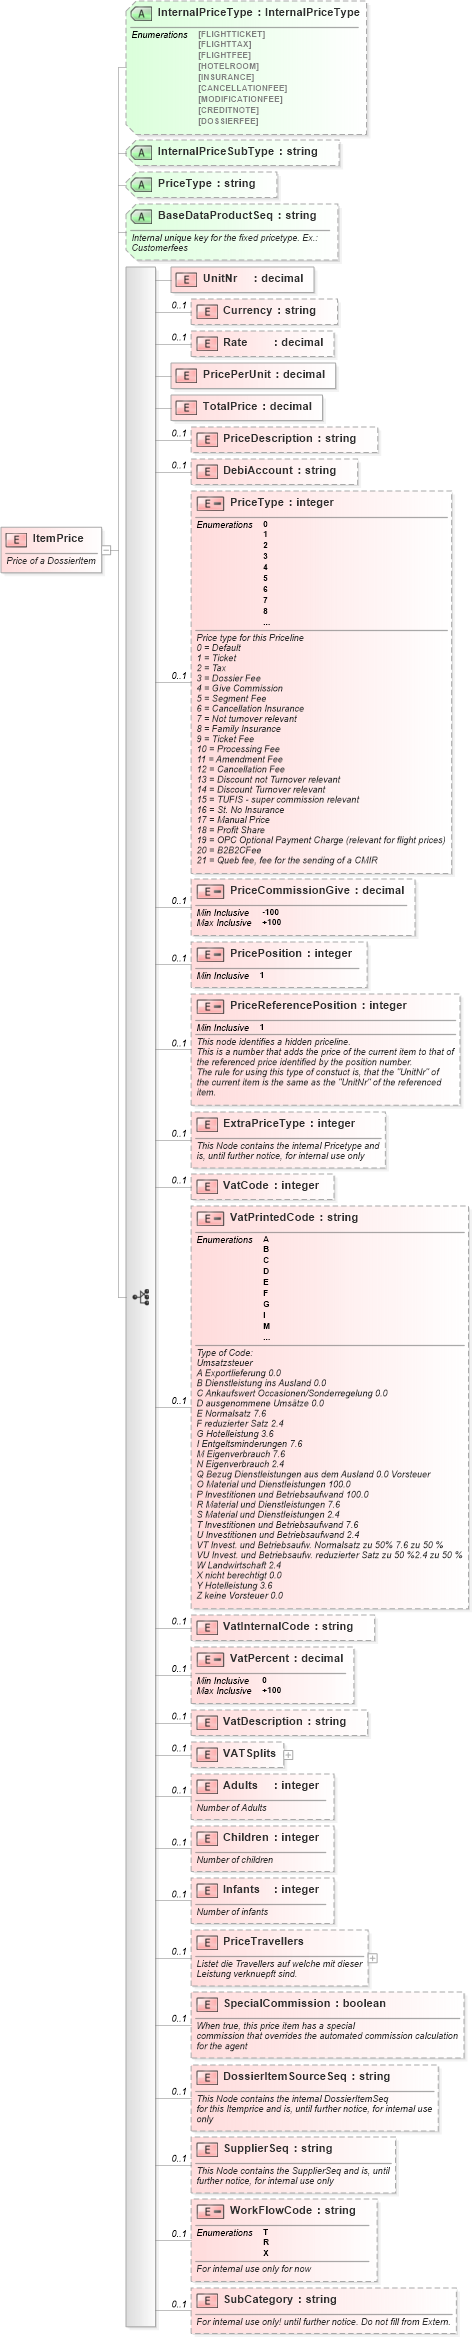 A InternalPriceType : InternalPriceType
Enumerations [FLIGHTTICKET]
[FLIGHTTAX]
[FLIGHTFEE]
[HOTELROOM]
[INSURANCE]
[CANCELLATIONFEE]
[MODIFICATIONFEE]
[CREDITNOTE]
[DOSSIERFEE]
A InternalPriceSubType : string
A PriceType : string
A BaseDataProductSeq : string
Internal unique key for the fixed pricetype. Ex.:
Customerfees
E UnitNr : decimal
0..1 E Currency : string
0..1 E Rate : decimal
E PricePerUnit : decimal
E TotalPrice : decimal
0..1 E PriceDescription : string
0..1 E DebiAccount : string
E ItemPrice
Price of a DossierItem
0..1 E PriceType : integer
Enumerations 0
1
2
3
4
5
6
7
8
...
Price type for this Priceline
0 = Default
1 = Ticket
2 = Tax
3 = Dossier Fee
4 = Give Commission
5 = Segment Fee
6 = Cancellation Insurance
7 = Not turnover relevant
8 = Family Insurance
9 = Ticket Fee
10 = Processing Fee
11 = Amendment Fee
12 = Cancellation Fee
13 = Discount not Turnover relevant
14 = Discount Turnover relevant
15 = TUFIS - super commission relevant
16 = St. No Insurance
17 = Manual Price
18 = Profit Share
19 = OPC Optional Payment Charge (relevant for flight prices)
20 = B2B2CFee
21 = Queb fee, fee for the sending of a CMIR
0..1 E PriceCommissionGive : decimal
Min Inclusive -100
Max Inclusive +100
0..1 E PricePosition : integer
Min Inclusive 1
0..1 E PriceReferencePosition : integer
Min Inclusive 1
This node identifies a hidden priceline.
This is a number that adds the price of the current item to that of
the referenced price identified by the position number.
The rule for using this type of constuct is, that the "UnitNr" of
the current item is the same as the "UnitNr" of the referenced
item.
0..1 E ExtraPriceType : integer
This Node contains the internal Pricetype and
is, until further notice, for internal use only
0..1 E VatCode : integer
0..1 E VatPrintedCode : string
Enumerations A
B
C
D
E
F
G
I
M
...
Type of Code:
Umsatzsteuer
A Exportlieferung 0.0
B Dienstleistung ins Ausland 0.0
C Ankaufswert Occasionen/Sonderregelung 0.0
D ausgenommene Umsätze 0.0
E Normalsatz 7.6
F reduzierter Satz 2.4
G Hotelleistung 3.6
I Entgeltsminderungen 7.6
M Eigenverbrauch 7.6
N Eigenverbrauch 2.4
Q Bezug Dienstleistungen aus dem Ausland 0.0 Vorsteuer
O Material und Dienstleistungen 100.0
P Investitionen und Betriebsaufwand 100.0
R Material und Dienstleistungen 7.6
S Material und Dienstleistungen 2.4
T Investitionen und Betriebsaufwand 7.6
U Investitionen und Betriebsaufwand 2.4
VT Invest. und Betriebsaufw. Normalsatz zu 50% 7.6 zu 50 %
VU Invest. und Betriebsaufw. reduzierter Satz zu 50 %2.4 zu 50 %
W Landwirtschaft 2.4
X nicht berechtigt 0.0
Y Hotelleistung 3.6
Z keine Vorsteuer 0.0
0..1 E VatInternalCode : string
0..1 E VatPercent : decimal
Min Inclusive 0
Max Inclusive +100
0..1 E VatDescription : string
0..1 E VATSplits
0..1 E Adults : integer
Number of Adults
0..1 E Children : integer
Number of children
0..1 E Infants : integer
Number of infants
0..1 E PriceTravellers
Listet die Travellers auf welche mit dieser
Leistung verknuepft sind.
0..1 E SpecialCommission : boolean
When true, this price item has a special
commission that overrides the automated commission calculation
for the agent
0..1 E DossierItemSourceSeq : string
This Node contains the internal DossierItemSeq
for this Itemprice and is, until further notice, for internal use
only
0..1 E SupplierSeq : string
This Node contains the SupplierSeq and is, until
further notice, for internal use only
0..1 E WorkFlowCode : string
Enumerations T
R
X
For internal use only for now
0..1 E SubCategory : string
For internal use only! until further notice. Do not fill from Extern.